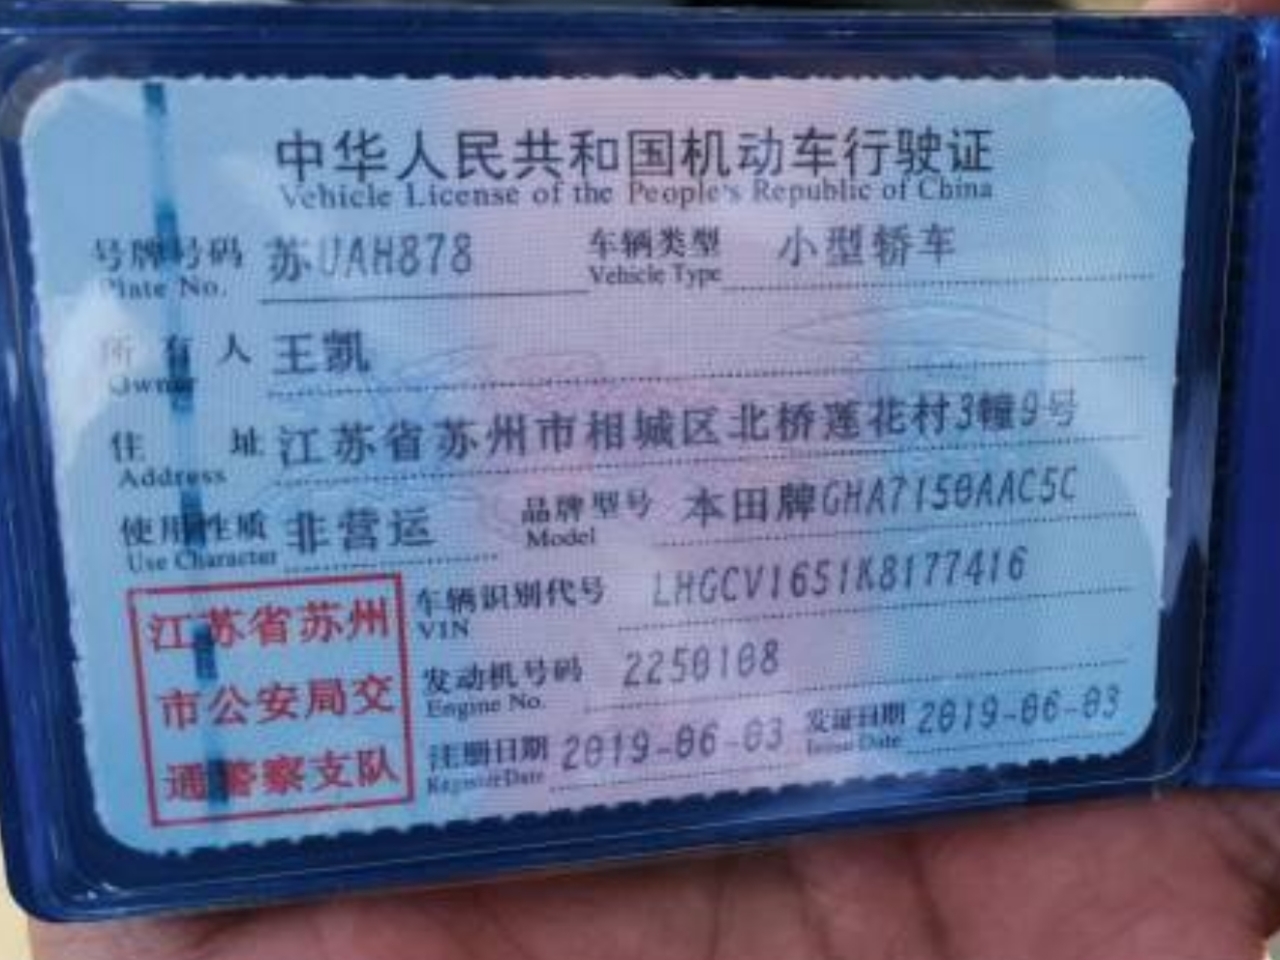 中华人民共和国机动车行驶证
Vehicle License of the People's Republic of China
号牌号码 苏UAH878 车辆类型 小型轿车
Plate No. Vehicle Type
所有人 王凯
Owner
住址 江苏省苏州市相城区北桥莲花村3幢9号
Address
使用性质 非营运 品牌型号 本田牌GHA7150AAC5C
Use Character Model
江苏省苏州
市公安局交
通警察支队
车辆识别代号 LHGCV1651K8177416
VIN
发动机号码 2250108
Engine No.
注册日期 2019-06-03 发证日期 2019-06-03
Register Date Issue Date